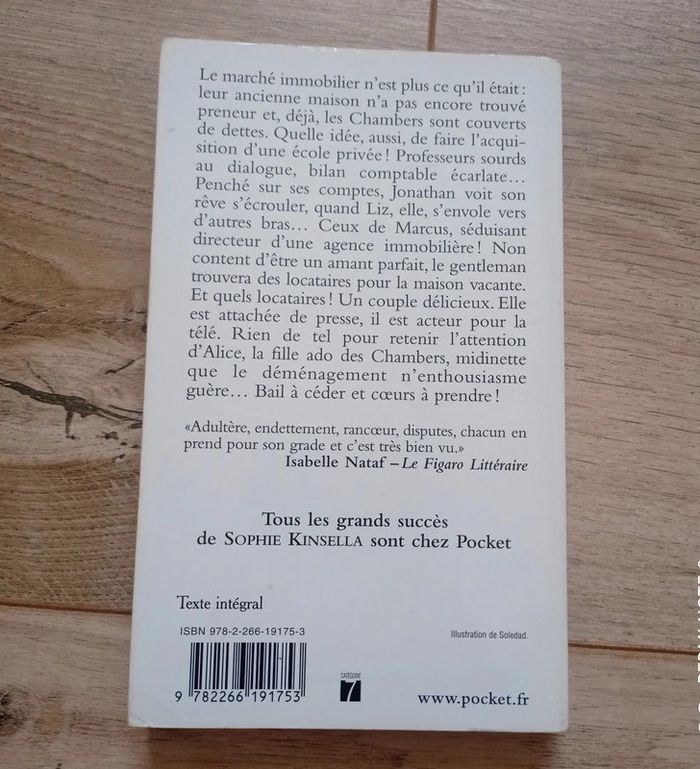 Le marché immobilier n'est plus ce qu'il était :
leur ancienne maison n'a pas encore trouvé
preneur et, déjà, les Chambers sont couverts
de dettes. Quelle idée, aussi, de faire l'acqui-
sition d'une école privée ! Professeurs sourds
au dialogue, bilan comptable écarlate…
Penché sur ses comptes, Jonathan voit son
rêve s'écrouler, quand Liz, elle, s'envole vers
d'autres bras… Ceux de Marcus, séduisant
directeur d'une agence immobilière ! Non
content d'être un amant parfait, le gentleman
trouvera des locataires pour la maison vacante.
Et quels locataires ! Un couple délicieux. Elle
est attachée de presse, il est acteur pour la
télé. Rien de tel pour retenir l'attention
d'Alice, la fille ado des Chambers, midinette
que le déménagement n'enthousiasme
guère… Bail à céder et cœurs à prendre !
«Adultère, endettement, rancœur, disputes, chacun en
prend pour son grade et c'est très bien vu.»
Isabelle Nataf – Le Figaro Littéraire
Tous les grands succès
de SOPHIE KINSELLA sont chez Pocket
Texte intégral
ISBN 978-2-266-19175-3
Illustration de Soledad.
9 782266 191753
CATÉGORIE
7
www.pocket.fr